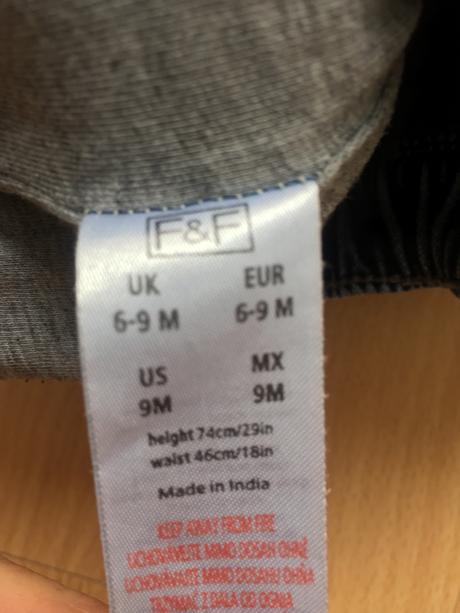 F&F
UK EUR
6-9 M 6-9 M
US MX
9M 9M
height 74cm/29in
waist 46cm/18in
Made in India
KEEP AWAY FROM FIRE
UCHOVÁVEJTE MIMO DOSAH OHNĚ
UCHOVÁVAJTE MIMO DOSAHU OHŇA
TRZYMAĆ Z DALA OD OGNIA